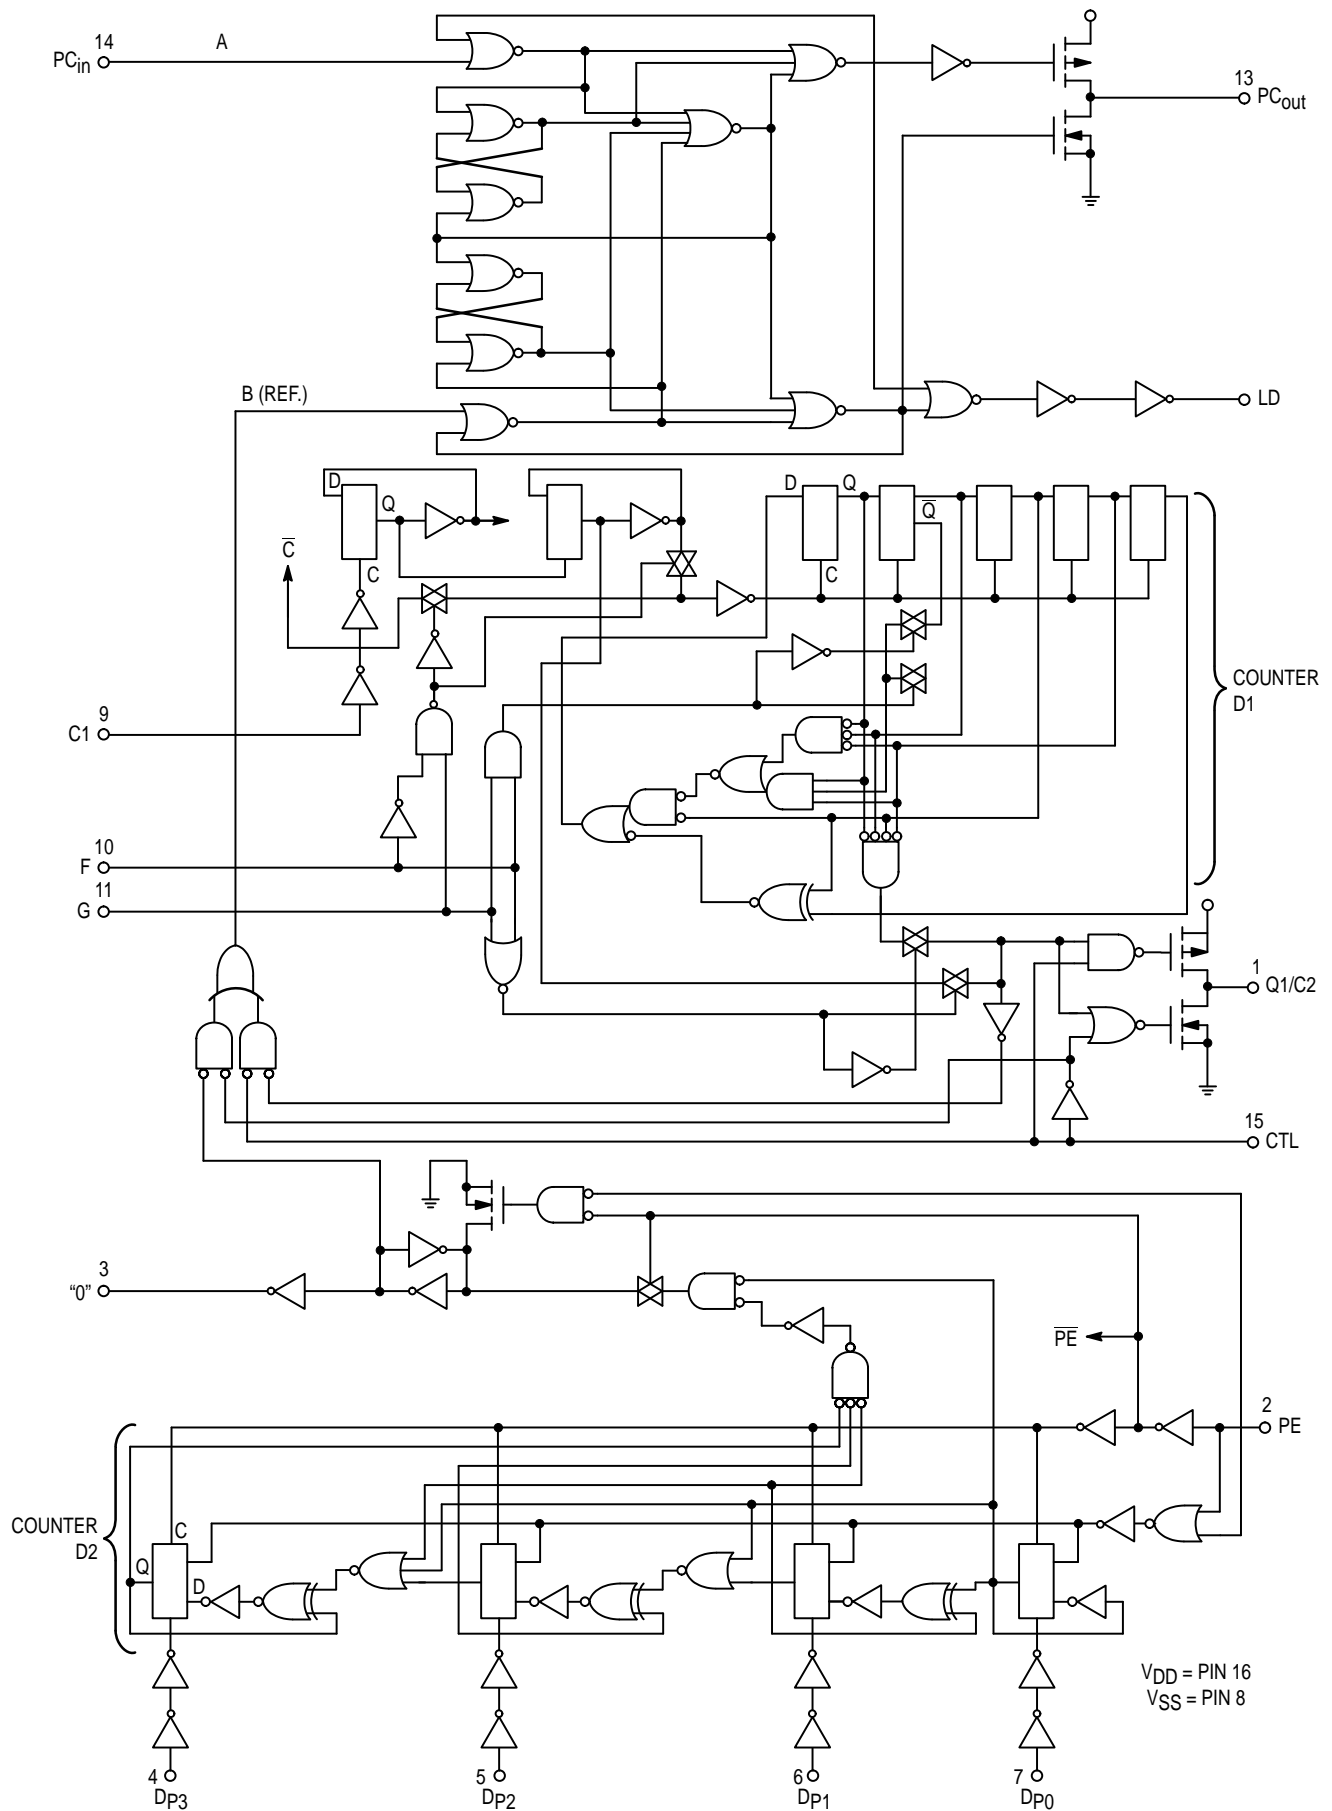 14
PCin
A
13
PCout
B (REF.)
LD
D
Q
C̅
C
D
Q
Q̅
C
COUNTER
D1
9
C1
10
F
11
G
1
Q1/C2
15
CTL
3
“0”
P̅E̅
2
PE
COUNTER
D2
C
Q
D
VDD = PIN 16
VSS = PIN 8
4
DP3
5
DP2
6
DP1
7
DP0